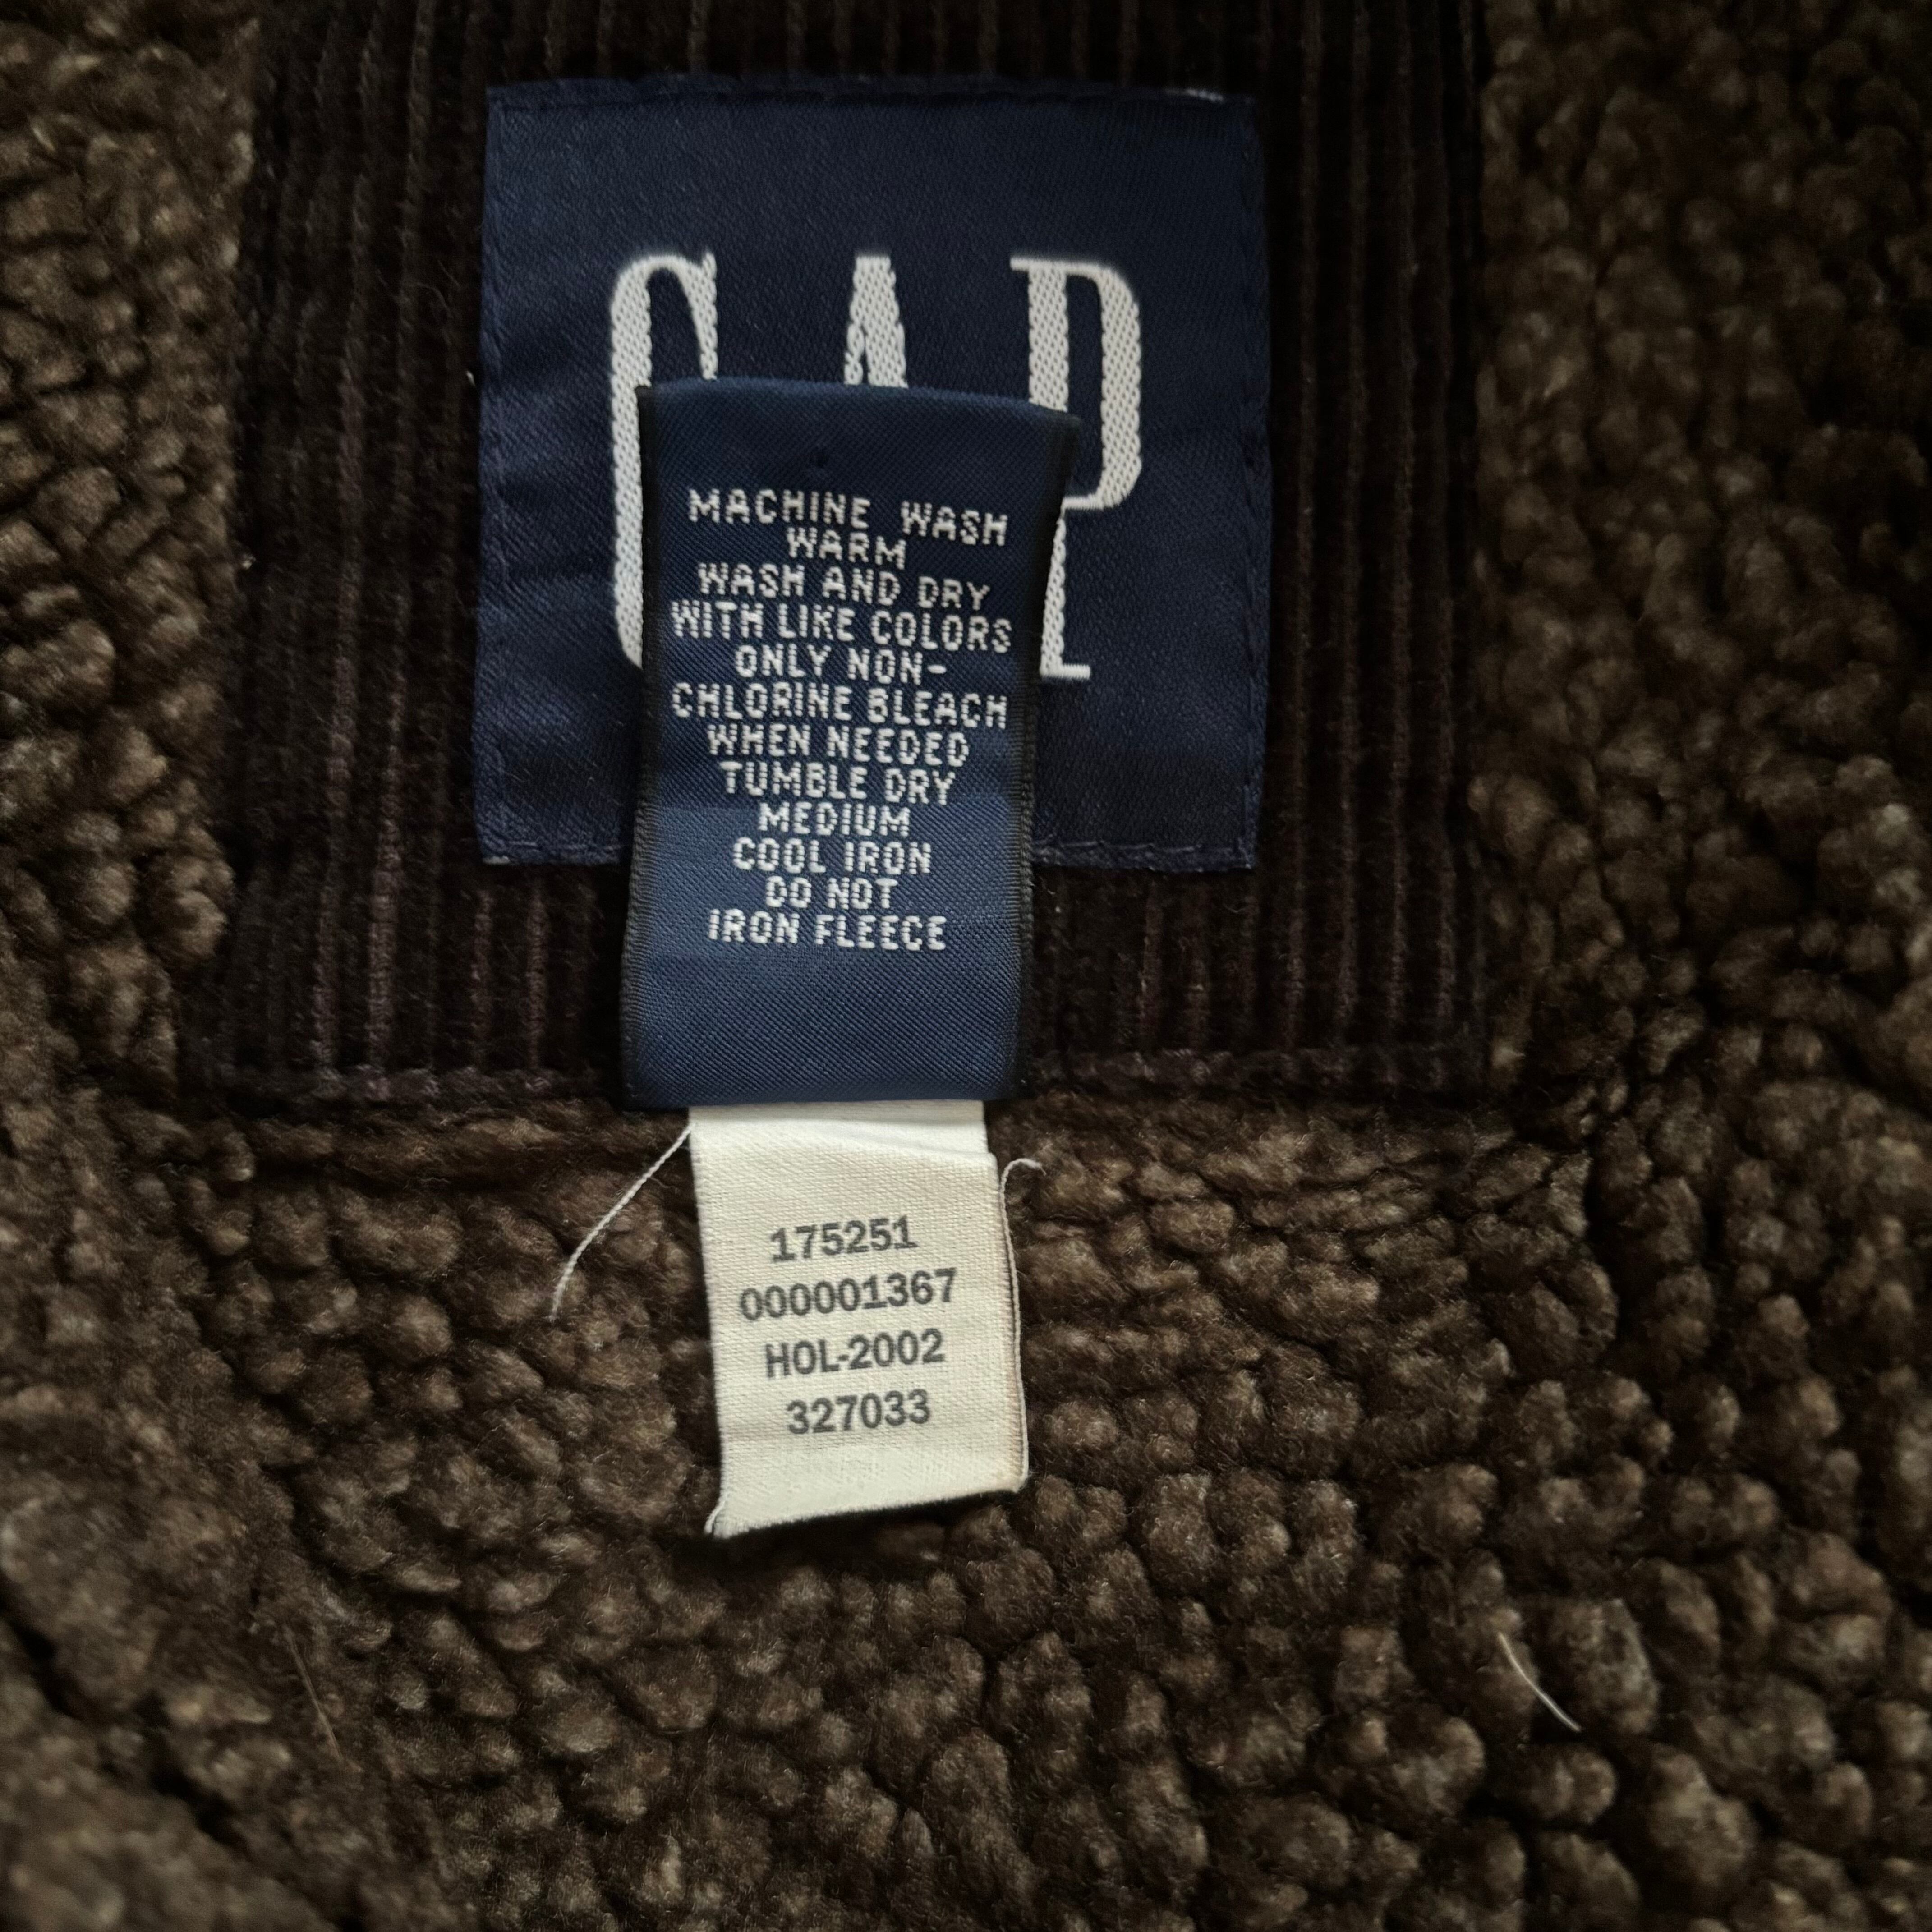 GAP
MACHINE WASH
WARM
WASH AND DRY
WITH LIKE COLORS
ONLY NON-
CHLORINE BLEACH
WHEN NEEDED
TUMBLE DRY
MEDIUM
COOL IRON
DO NOT
IRON FLEECE
175251
000001367
HOL-2002
327033